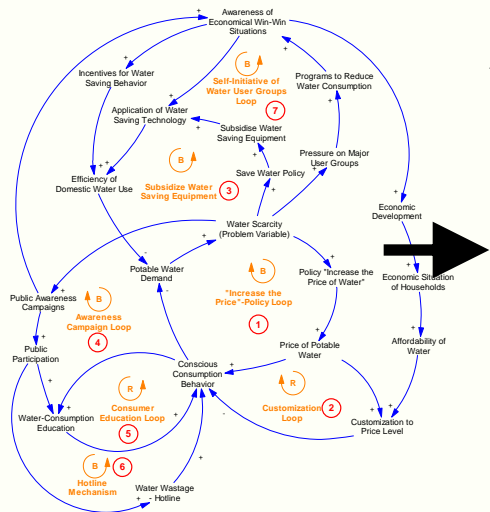 Awareness of
Economical Win-Win
Situations
+
+
+
+
B
Incentives for Water
Saving Behavior
Self-Initiative of
Water User Groups
Loop
Programs to Reduce
Water Consumption
+
+
7
Application of Water
Saving Technology
+
Subsidise Water
Saving Equipment
+
B
+
+
+
Pressure on Major
User Groups
Efficiency of
Domestic Water Use
Subsidize Water
Saving Equipment
3
Save Water Policy
+
+
+
Economic
Development
Water Scarcity
(Problem Variable)
+
+
-
Potable Water
Demand
B
+
Policy "Increase the
Price of Water"
Economic Situation
of Households
+
-
Public Awareness
Campaigns
B
"Increase the
Price"-Policy Loop
+
Awareness
Campaign Loop
1
+
+
Affordability of
Water
4
Public
Participation
Price of Potable
Water
Conscious
Consumption
Behavior
+
R
R
+
+
+
+
Water-Consumption
Education
Consumer
Education Loop
5
+
-
Customization
Loop
2
Customization to
Price Level
B
6
+
Hotline
Mechanism
+
Water Wastage
- Hotline